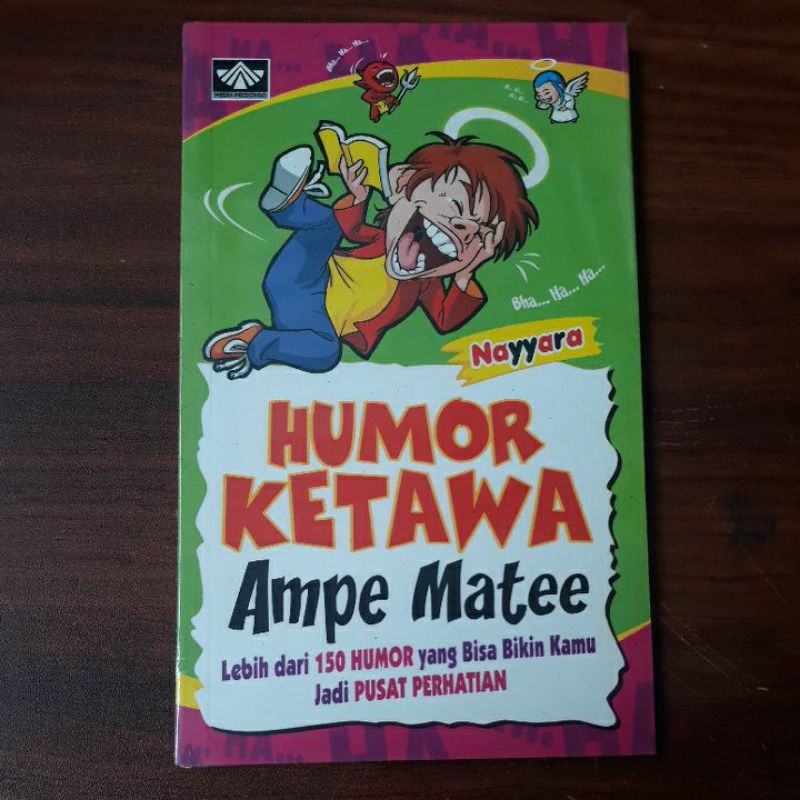 MEDIA PRESSINDO
Bha... Ha... Ha...
Bha... Ha... Ha...
Nayyara
HUMOR
KETAWA
Ampe Matee
Lebih dari 150 HUMOR yang Bisa Bikin Kamu
Jadi PUSAT PERHATIAN